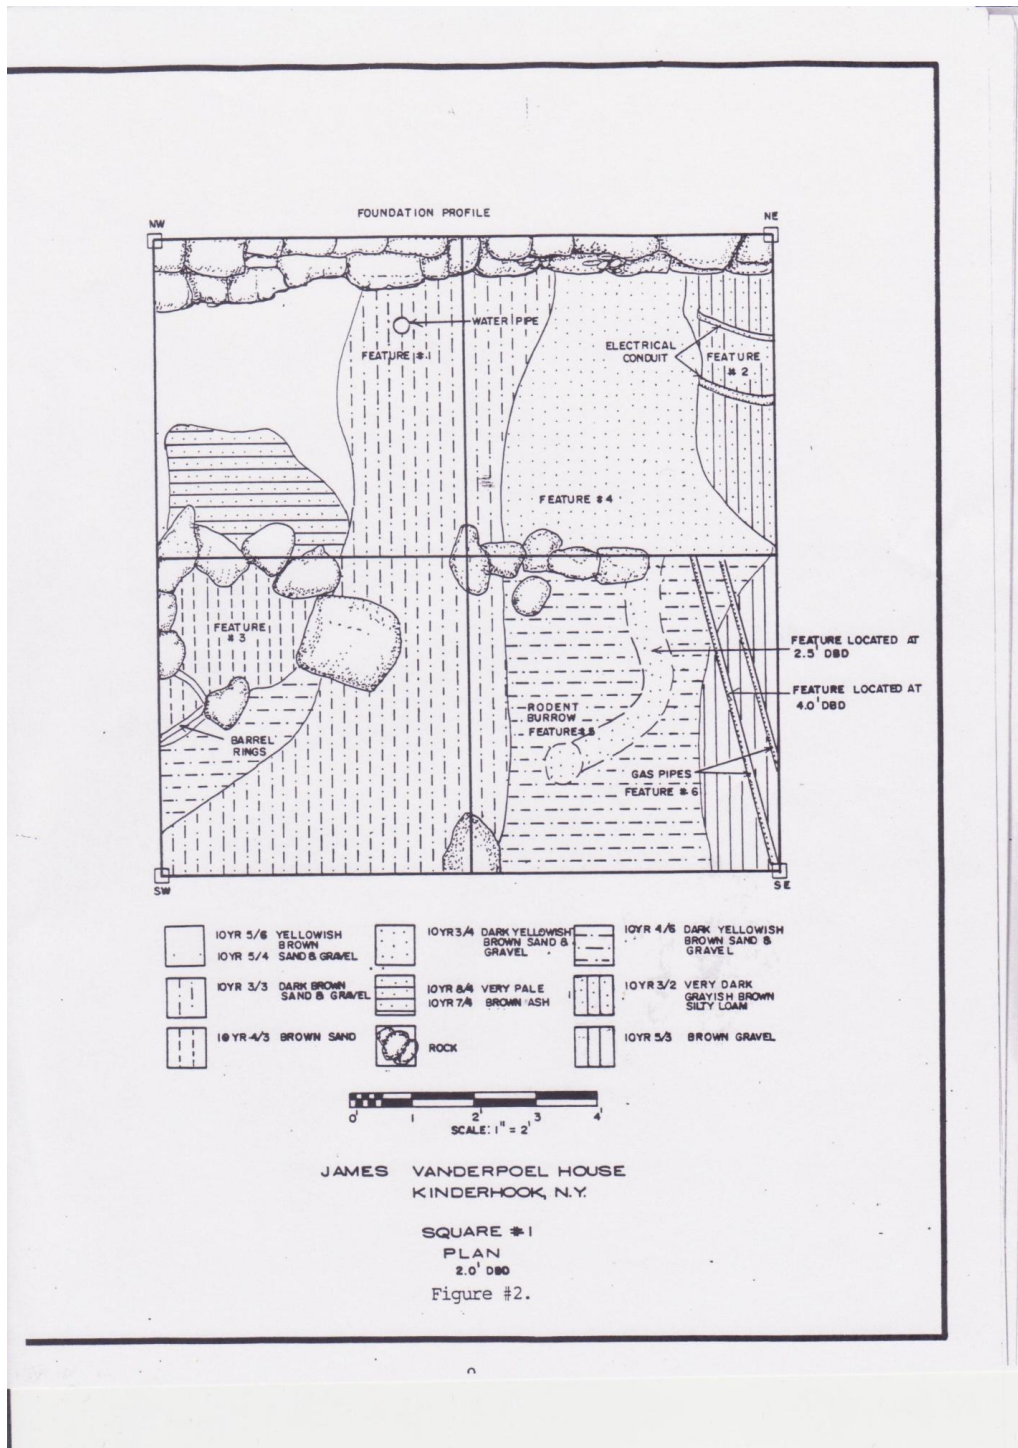 FOUNDATION PROFILE
NW
NE
WATER PIPE
FEATURE #1
ELECTRICAL
CONDUIT
FEATURE
# 2
FEATURE #4
FEATURE
#3
FEATURE LOCATED AT
2.5' DBD
FEATURE LOCATED AT
4.0' DBD
RODENT
BURROW
FEATURE#5
BARREL
RINGS
GAS PIPES
FEATURE #6
SW
SE
10YR 5/6 YELLOWISH
BROWN
10YR 5/4 SAND & GRAVEL
10YR 3/4 DARK YELLOWISH
BROWN SAND &
GRAVEL
10YR 4/6 DARK YELLOWISH
BROWN SAND &
GRAVEL
10YR 3/3 DARK BROWN
SAND & GRAVEL
10YR 8/4 VERY PALE
10YR 7/4 BROWN ASH
10YR 3/2 VERY DARK
GRAYISH BROWN
SILTY LOAM
10YR 4/3 BROWN SAND
ROCK
10YR 5/3 BROWN GRAVEL
0' 1 2' 3 4'
SCALE: 1" = 2'
JAMES VANDERPOEL HOUSE
KINDERHOOK, N.Y.
SQUARE #1
PLAN
2.0' DBD
Figure #2.